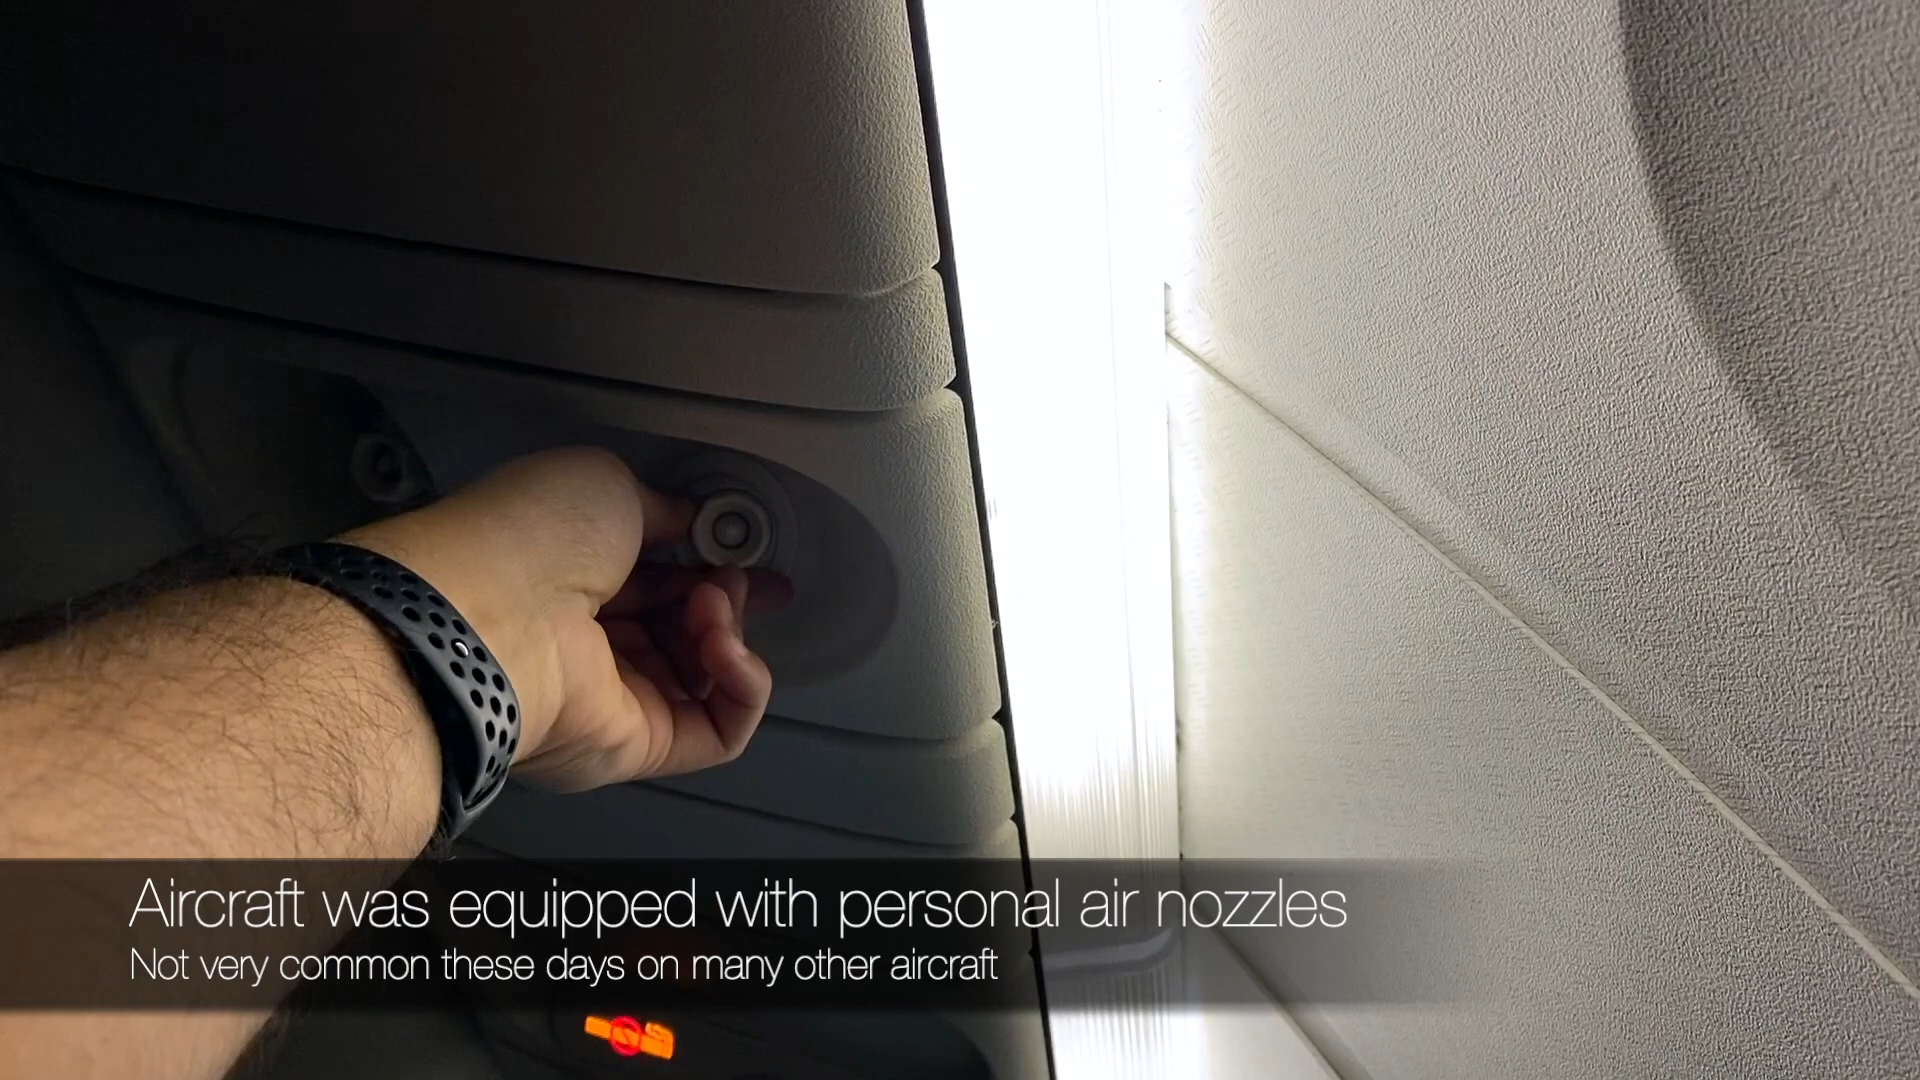 Aircraft was equipped with personal air nozzles
Not very common these days on many other aircraft